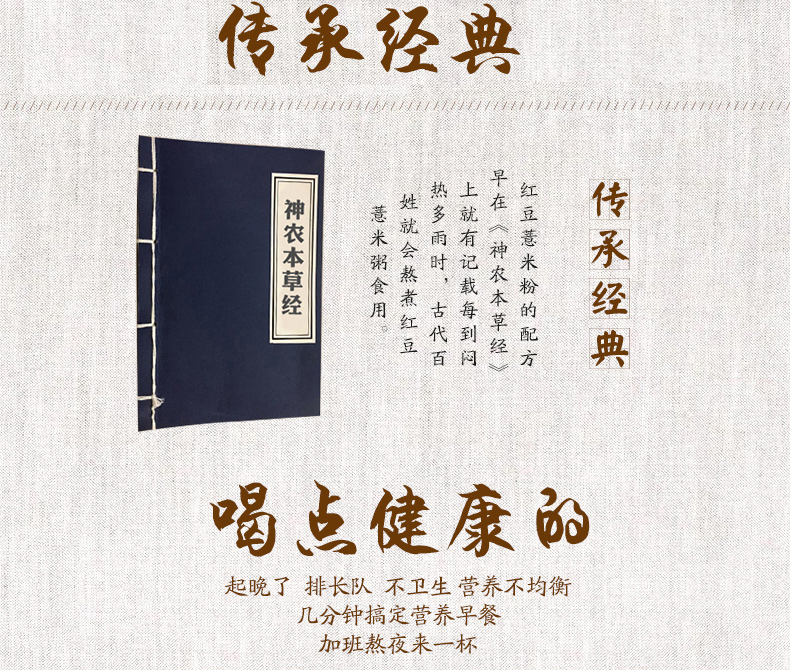 传承经典
神农本草经
传承经典
红豆薏米粉的配方
早在《神农本草经》
上就有记载每到闷
热多雨时，古代百
姓就会熬煮红豆
薏米粥食用。
喝点健康的
起晚了 排长队 不卫生 营养不均衡
几分钟搞定营养早餐
加班熬夜来一杯